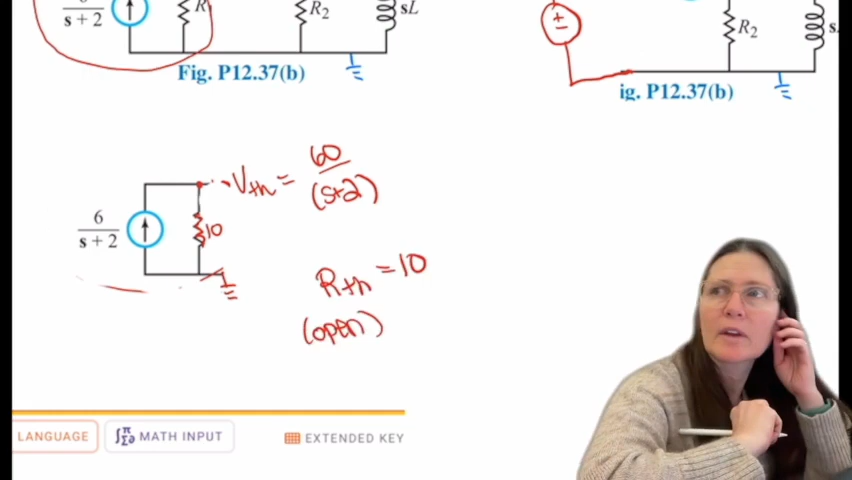 s + 2
R
R2
sL
Fig. P12.37(b)
R2
s
ig. P12.37(b)
Vth = 60/(s+2)
6/s + 2
10
Rth = 10
(open)
LANGUAGE
MATH INPUT
EXTENDED KEY